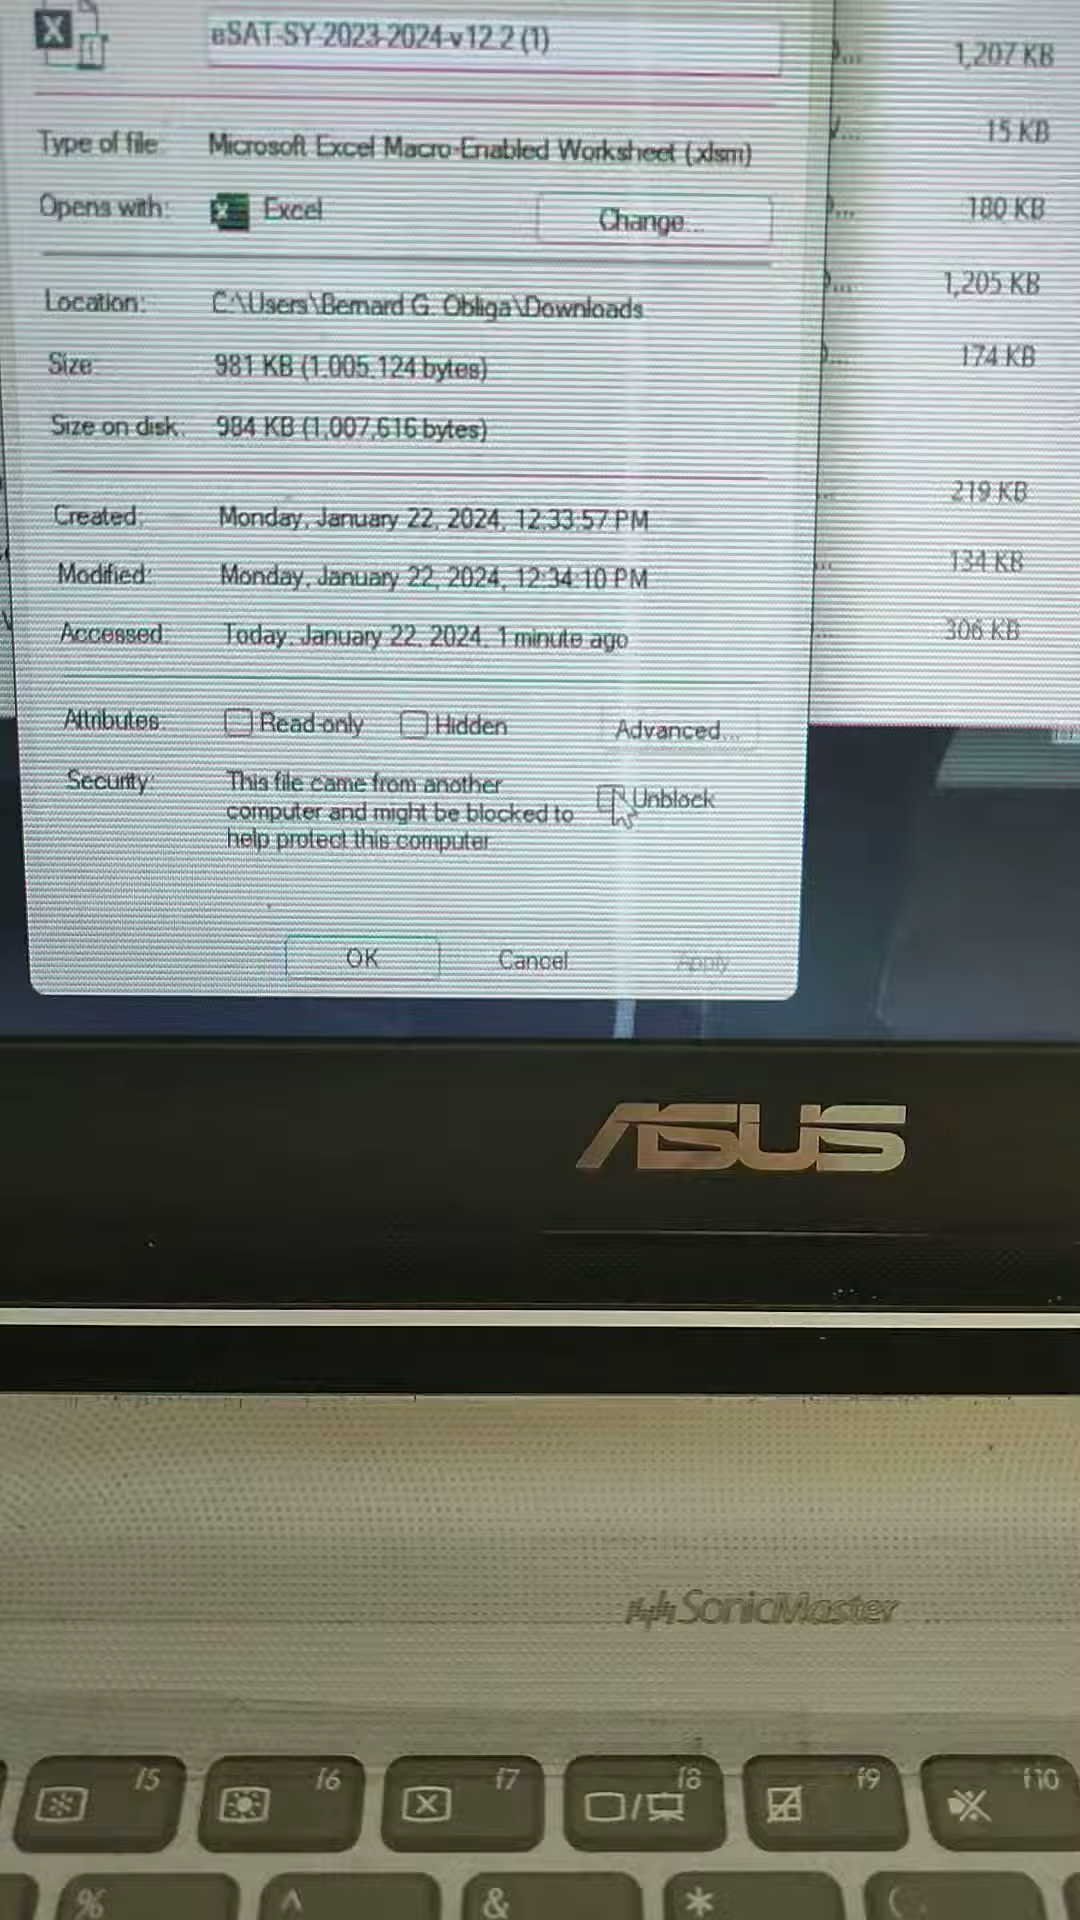 eSAT-SY-2023-2024-v12.2 (1)
1,207 KB
15 KB
Type of file: Microsoft Excel Macro-Enabled Worksheet (.xlsm)
Opens with: Excel Change...
180 KB
1,205 KB
Location: C:\Users\Bernard G. Obliga\Downloads
174 KB
Size: 981 KB (1,005,124 bytes)
Size on disk: 984 KB (1,007,616 bytes)
219 KB
Created: Monday, January 22, 2024, 12:33:57 PM
134 KB
Modified: Monday, January 22, 2024, 12:34:10 PM
306 KB
Accessed: Today, January 22, 2024, 1 minute ago
Attributes: Read-only Hidden Advanced...
Security: This file came from another
computer and might be blocked to
help protect this computer.
Unblock
OK Cancel Apply
ASUS
SonicMaster
f5 f6 f7 f8 f9 f10
% ^ & * (